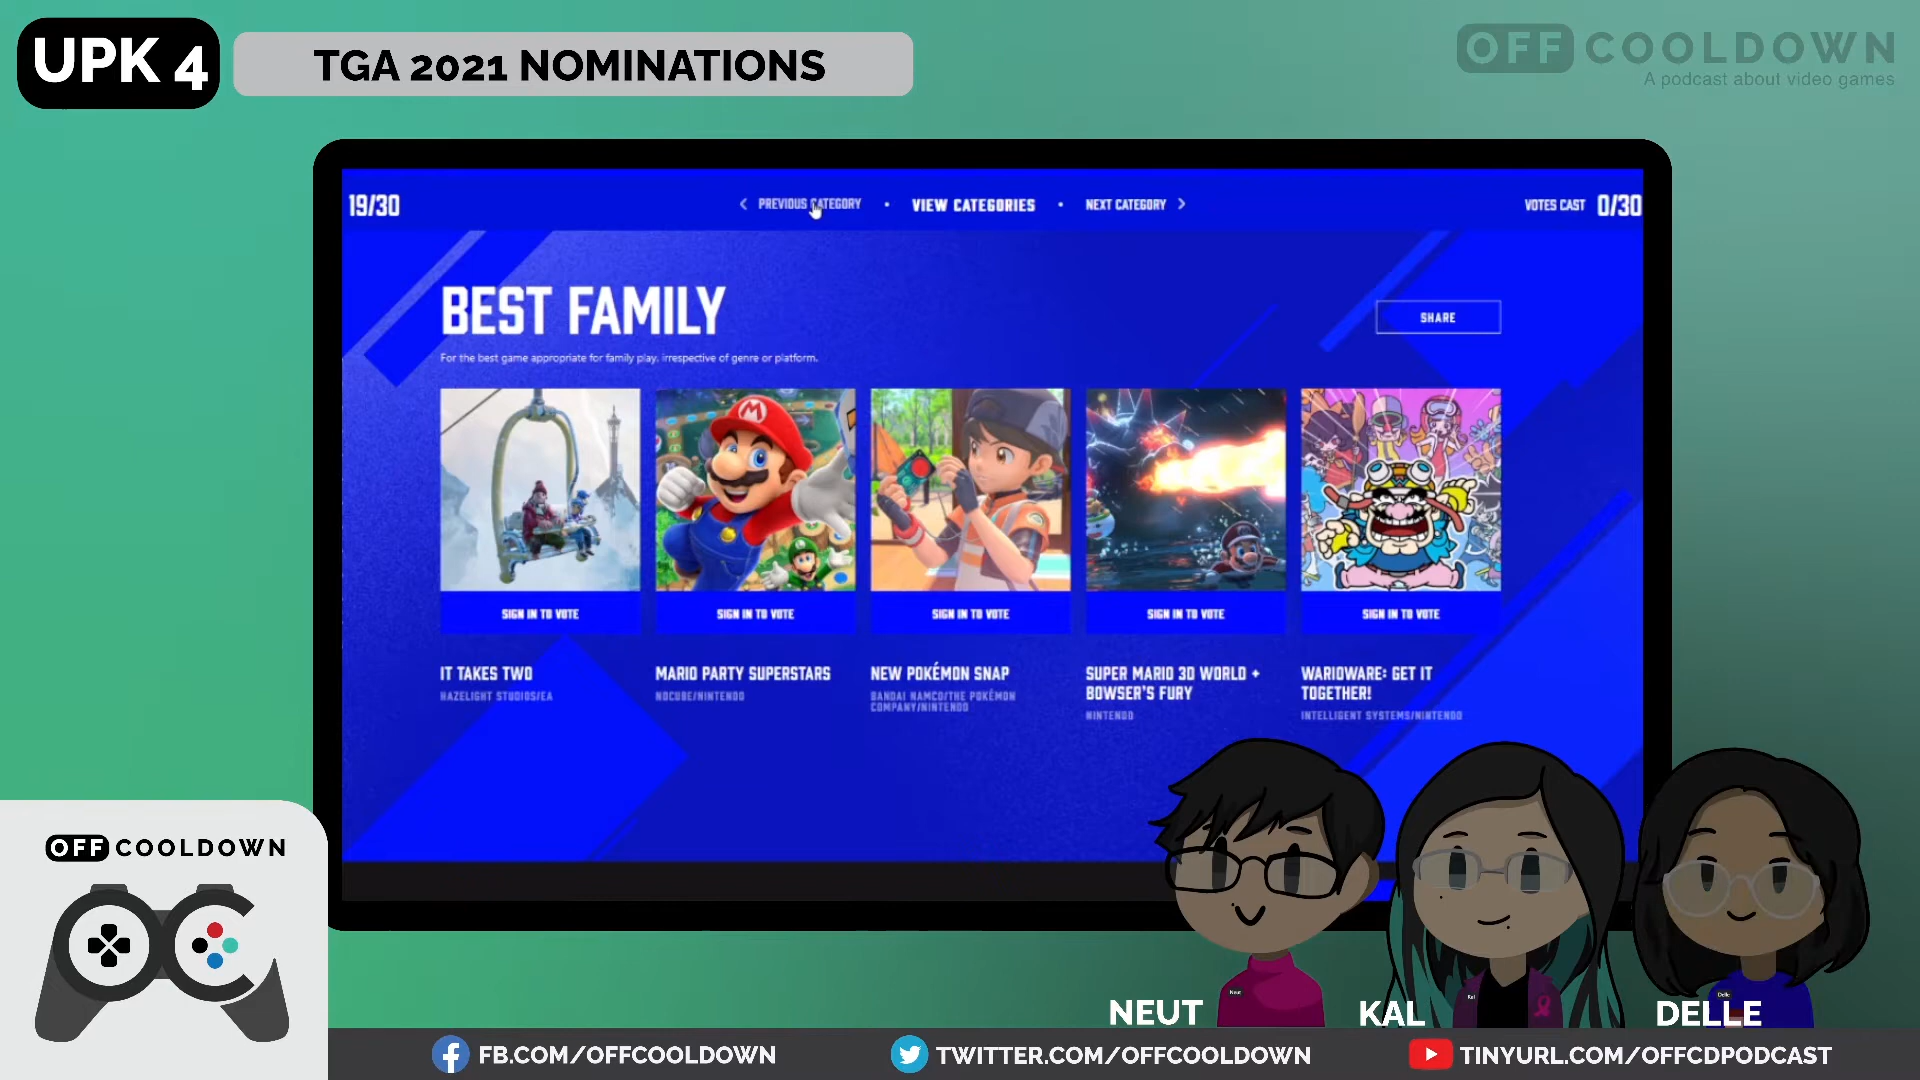 UPK 4
TGA 2021 NOMINATIONS
OFF COOLDOWN
A podcast about video games
19/30
< PREVIOUS CATEGORY • VIEW CATEGORIES • NEXT CATEGORY >
VOTES CAST 0/30
BEST FAMILY
For the best game appropriate for family play, irrespective of genre or platform.
SHARE
SIGN IN TO VOTE
SIGN IN TO VOTE
SIGN IN TO VOTE
SIGN IN TO VOTE
SIGN IN TO VOTE
IT TAKES TWO
HAZELIGHT STUDIOS/EA
MARIO PARTY SUPERSTARS
NDCUBE/NINTENDO
NEW POKÉMON SNAP
BANDAI NAMCO/THE POKÉMON
COMPANY/NINTENDO
SUPER MARIO 3D WORLD +
BOWSER'S FURY
NINTENDO
WARIOWARE: GET IT
TOGETHER!
INTELLIGENT SYSTEMS/NINTENDO
OFF COOLDOWN
Neut
Kal
Delle
NEUT
KAL
DELLE
FB.COM/OFFCOOLDOWN
TWITTER.COM/OFFCOOLDOWN
TINYURL.COM/OFFCDPODCAST